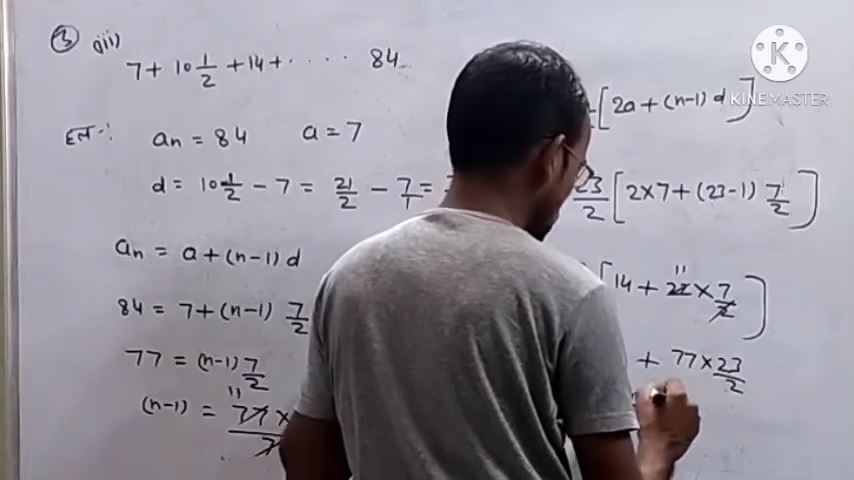 ③ (iii)
7 + 10 1/2 + 14 + . . . . 84
हल -:
an = 84   a = 7
d = 10 1/2 - 7 = 21/2 - 7/1 =
an = a + (n-1) d
84 = 7 + (n-1) 7/2
77 = (n-1) 7/2
(n-1) = 77 ×
11
[ 2a + (n-1) d ]
23/2 [ 2×7 + (23-1) 7/2 ]
[ 14 + 22 × 7/2 ]
11
+ 77 × 23/2
K
KINEMASTER